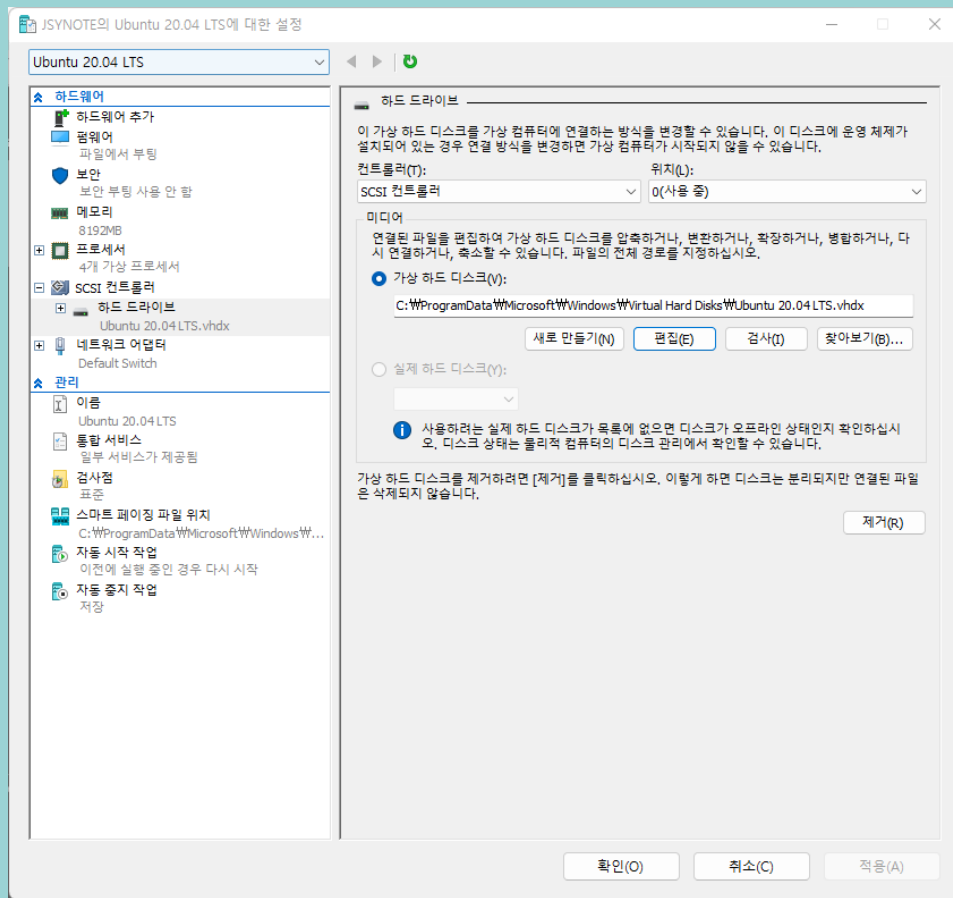 JSYNOTE의 Ubuntu 20.04 LTS에 대한 설정
Ubuntu 20.04 LTS
하드웨어
하드웨어 추가
펌웨어
파일에서 부팅
보안
보안 부팅 사용 안 함
메모리
8192MB
프로세서
4개 가상 프로세서
SCSI 컨트롤러
하드 드라이브
Ubuntu 20.04 LTS.vhdx
네트워크 어댑터
Default Switch
관리
이름
Ubuntu 20.04 LTS
통합 서비스
일부 서비스가 제공됨
검사점
표준
스마트 페이징 파일 위치
C:₩ProgramData₩Microsoft₩Windows₩...
자동 시작 작업
이전에 실행 중인 경우 다시 시작
자동 중지 작업
저장
하드 드라이브
이 가상 하드 디스크를 가상 컴퓨터에 연결하는 방식을 변경할 수 있습니다. 이 디스크에 운영 체제가
설치되어 있는 경우 연결 방식을 변경하면 가상 컴퓨터가 시작되지 않을 수 있습니다.
컨트롤러(T): 위치(L):
SCSI 컨트롤러 0(사용 중)
미디어
연결된 파일을 편집하여 가상 하드 디스크를 압축하거나, 변환하거나, 확장하거나, 병합하거나, 다
시 연결하거나, 축소할 수 있습니다. 파일의 전체 경로를 지정하십시오.
가상 하드 디스크(V):
C:₩ProgramData₩Microsoft₩Windows₩Virtual Hard Disks₩Ubuntu 20.04 LTS.vhdx
새로 만들기(N) 편집(E) 검사(I) 찾아보기(B)...
실제 하드 디스크(Y):
사용하려는 실제 하드 디스크가 목록에 없으면 디스크가 오프라인 상태인지 확인하십시
오. 디스크 상태는 물리적 컴퓨터의 디스크 관리에서 확인할 수 있습니다.
가상 하드 디스크를 제거하려면 [제거]를 클릭하십시오. 이렇게 하면 디스크는 분리되지만 연결된 파일
은 삭제되지 않습니다.
제거(R)
확인(O) 취소(C) 적용(A)